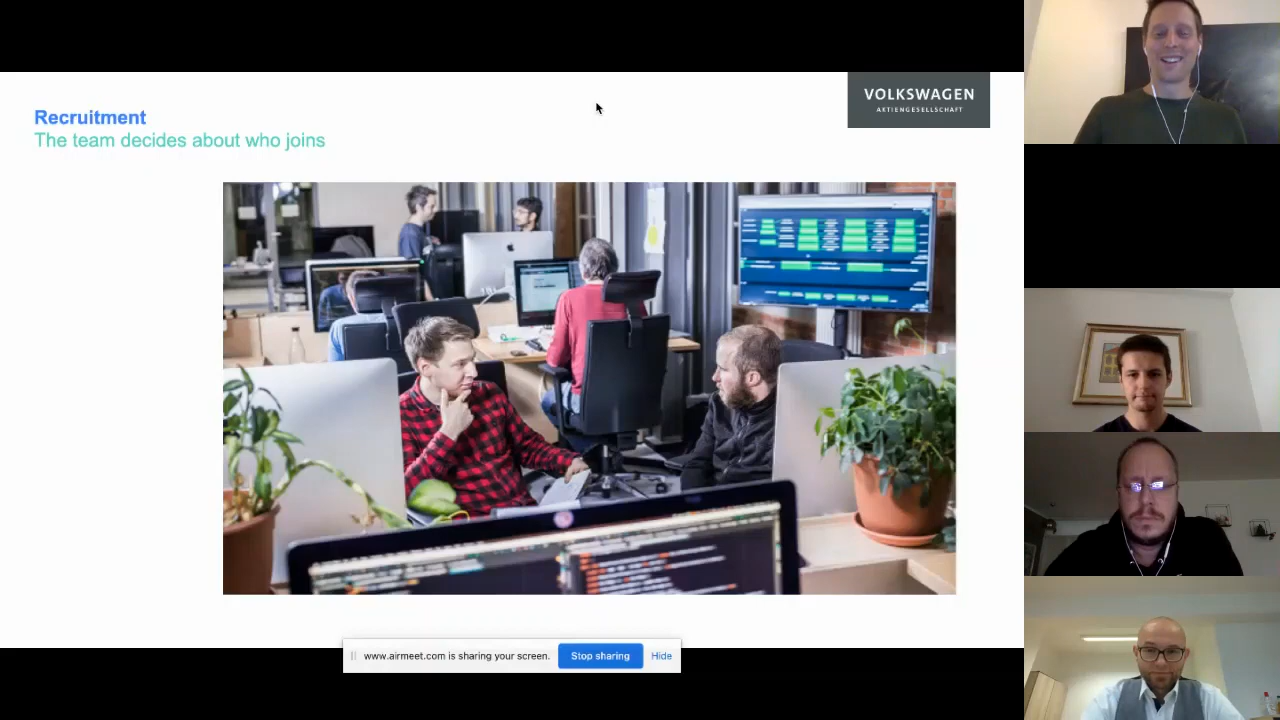 VOLKSWAGEN
AKTIENGESELLSCHAFT
Recruitment
The team decides about who joins
www.airmeet.com is sharing your screen.
Stop sharing
Hide